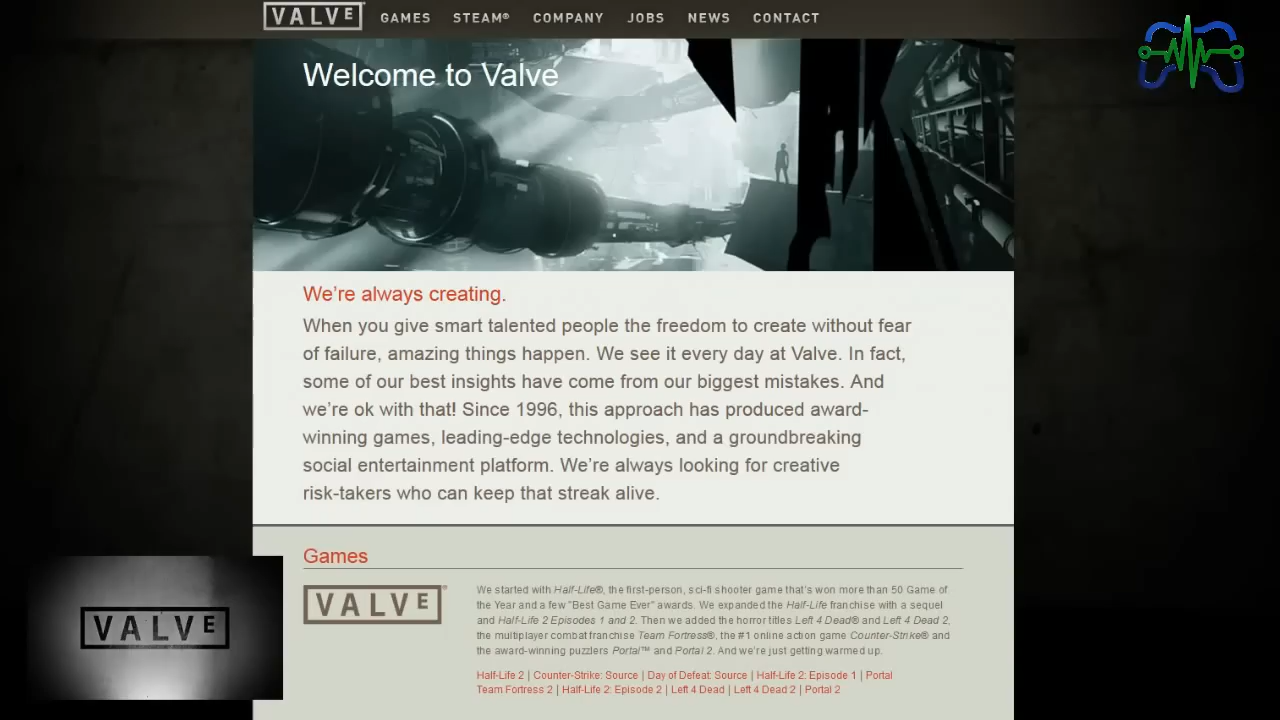 VALVE GAMES STEAM® COMPANY JOBS NEWS CONTACT
Welcome to Valve
We're always creating.
When you give smart talented people the freedom to create without fear
of failure, amazing things happen. We see it every day at Valve. In fact,
some of our best insights have come from our biggest mistakes. And
we're ok with that! Since 1996, this approach has produced award-
winning games, leading-edge technologies, and a groundbreaking
social entertainment platform. We're always looking for creative
risk-takers who can keep that streak alive.
Games
VALVE®
We started with Half-Life®, the first-person, sci-fi shooter game that's won more than 50 Game of
the Year and a few "Best Game Ever" awards. We expanded the Half-Life franchise with a sequel
and Half-Life 2 Episodes 1 and 2. Then we added the horror titles Left 4 Dead® and Left 4 Dead 2,
the multiplayer combat franchise Team Fortress®, the #1 online action game Counter-Strike® and
the award-winning puzzlers Portal™ and Portal 2. And we're just getting warmed up.
Half-Life 2 | Counter-Strike: Source | Day of Defeat: Source | Half-Life 2: Episode 1 | Portal
Team Fortress 2 | Half-Life 2: Episode 2 | Left 4 Dead | Left 4 Dead 2 | Portal 2
VALVE